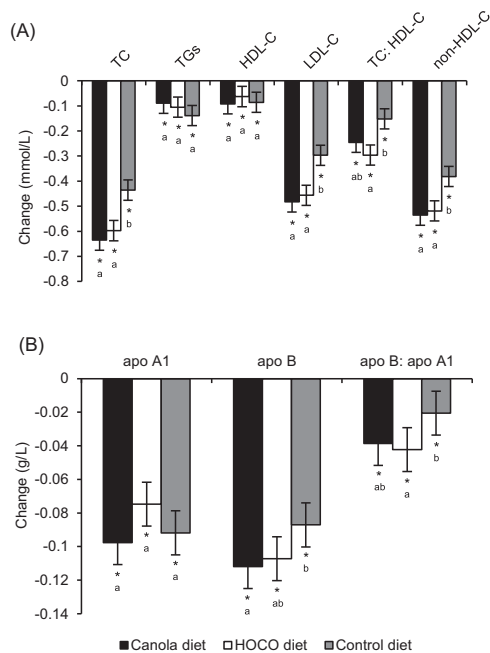 (A)
TC TGs HDL-C LDL-C TC: HDL-C non-HDL-C
Change (mmol/L)
0
-0.1
-0.2
-0.3
-0.4
-0.5
-0.6
-0.7
-0.8
* a * a * b
* a * a * a
* a * a * a
* a * a * b
* ab * a * b
* a * a * b
(B)
apo A1 apo B apo B: apo A1
Change (g/L)
0
-0.02
-0.04
-0.06
-0.08
-0.1
-0.12
-0.14
* a * a * a
* a * ab * b
* ab * a * b
Canola diet HOCO diet Control diet